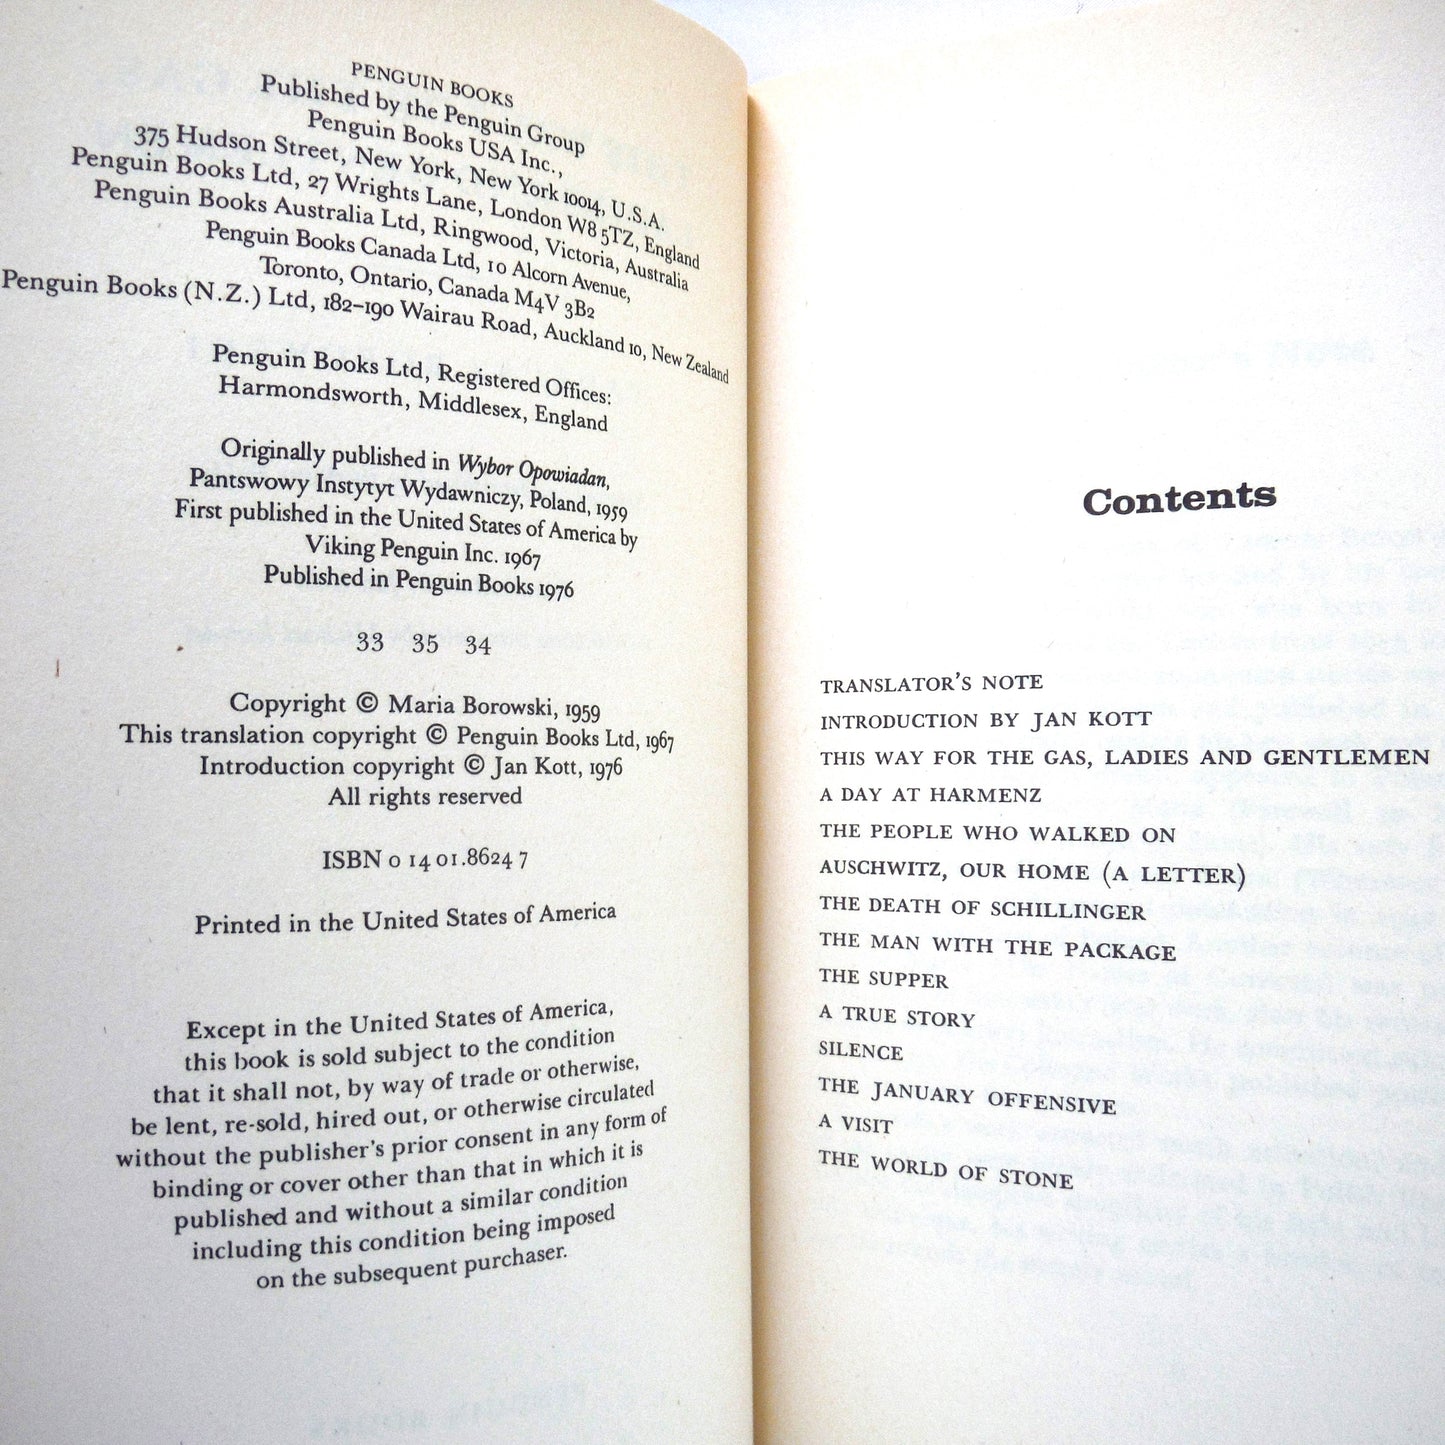 PENGUIN BOOKS
Published by the Penguin Group
Penguin Books USA Inc.,
375 Hudson Street, New York, New York 10014, U.S.A.
Penguin Books Ltd, 27 Wrights Lane, London W8 5TZ, England
Penguin Books Australia Ltd, Ringwood, Victoria, Australia
Penguin Books Canada Ltd, 10 Alcorn Avenue,
Toronto, Ontario, Canada M4V 3B2
Penguin Books (N.Z.) Ltd, 182–190 Wairau Road, Auckland 10, New Zealand
Penguin Books Ltd, Registered Offices:
Harmondsworth, Middlesex, England
Originally published in Wybor Opowiadan,
Pantswowy Instytyt Wydawniczy, Poland, 1959
First published in the United States of America by
Viking Penguin Inc. 1967
Published in Penguin Books 1976
33 35 34
Copyright © Maria Borowski, 1959
This translation copyright © Penguin Books Ltd, 1967
Introduction copyright © Jan Kott, 1976
All rights reserved
ISBN 0 14 01.8624 7
Printed in the United States of America
Except in the United States of America,
this book is sold subject to the condition
that it shall not, by way of trade or otherwise,
be lent, re-sold, hired out, or otherwise circulated
without the publisher's prior consent in any form of
binding or cover other than that in which it is
published and without a similar condition
including this condition being imposed
on the subsequent purchaser.
Contents
TRANSLATOR'S NOTE
INTRODUCTION BY JAN KOTT
THIS WAY FOR THE GAS, LADIES AND GENTLEMEN
A DAY AT HARMENZ
THE PEOPLE WHO WALKED ON
AUSCHWITZ, OUR HOME (A LETTER)
THE DEATH OF SCHILLINGER
THE MAN WITH THE PACKAGE
THE SUPPER
A TRUE STORY
SILENCE
THE JANUARY OFFENSIVE
A VISIT
THE WORLD OF STONE